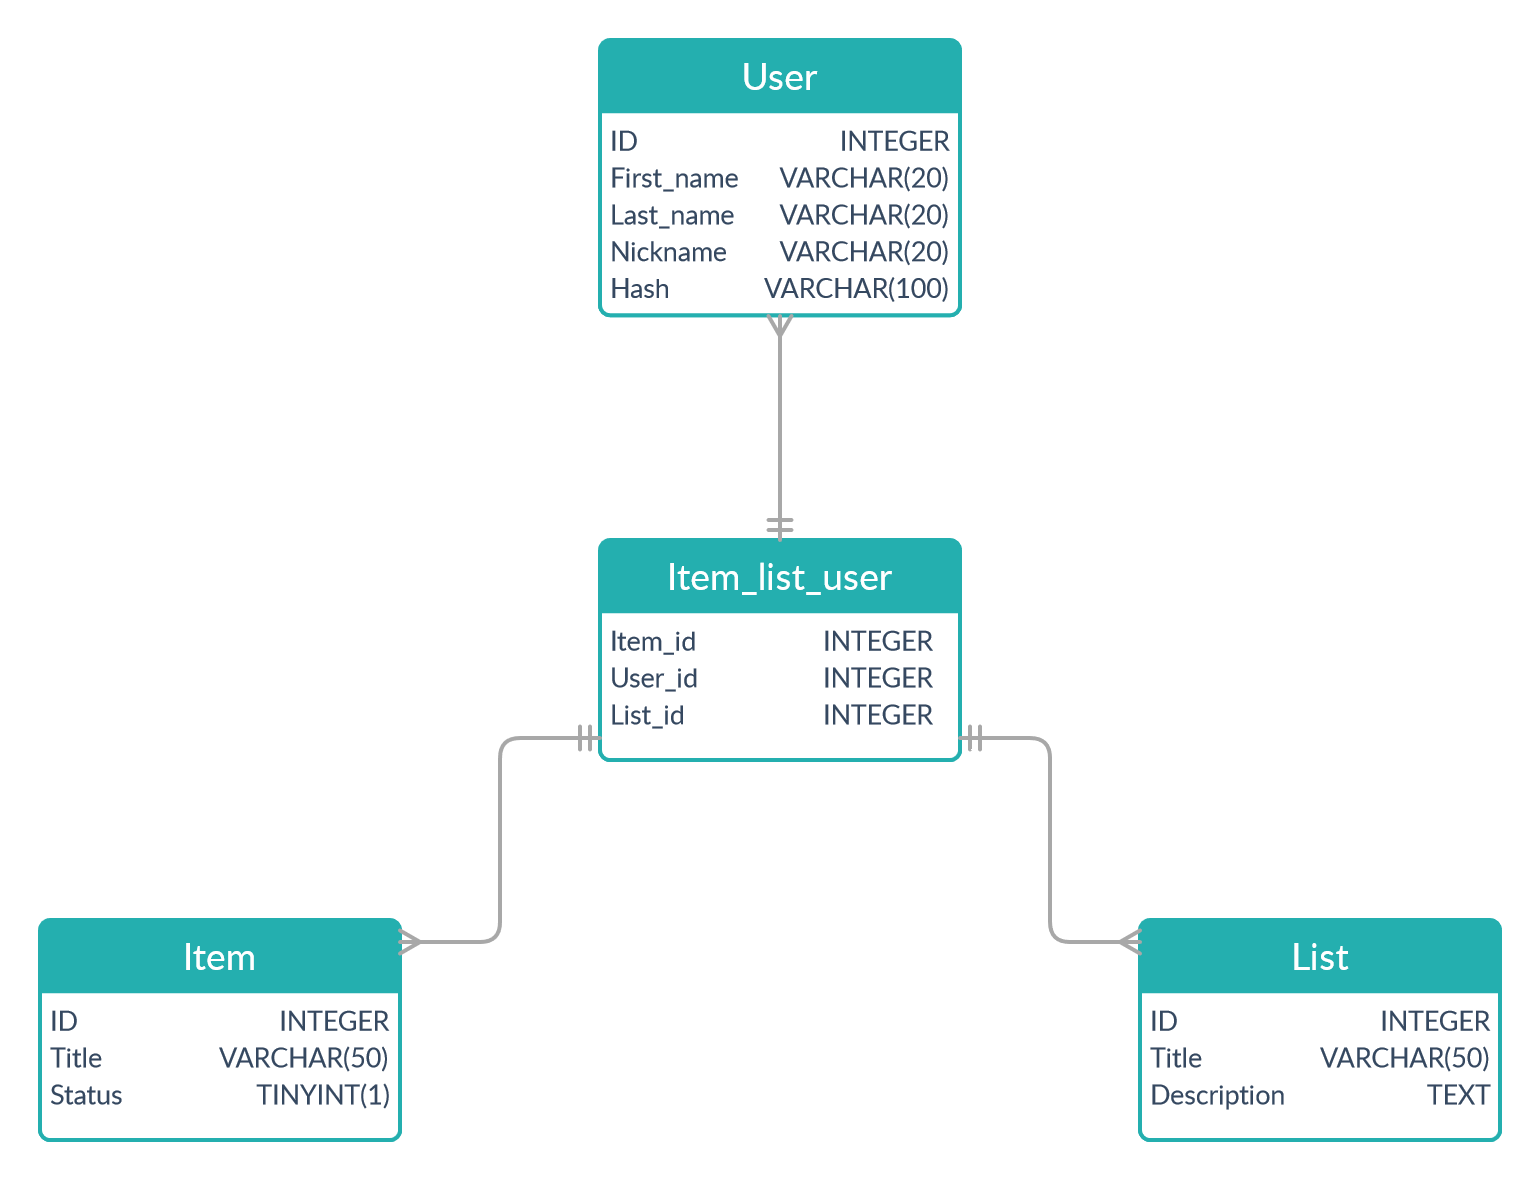 User
ID INTEGER
First_name VARCHAR(20)
Last_name VARCHAR(20)
Nickname VARCHAR(20)
Hash VARCHAR(100)
Item_list_user
Item_id INTEGER
User_id INTEGER
List_id INTEGER
Item
ID INTEGER
Title VARCHAR(50)
Status TINYINT(1)
List
ID INTEGER
Title VARCHAR(50)
Description TEXT